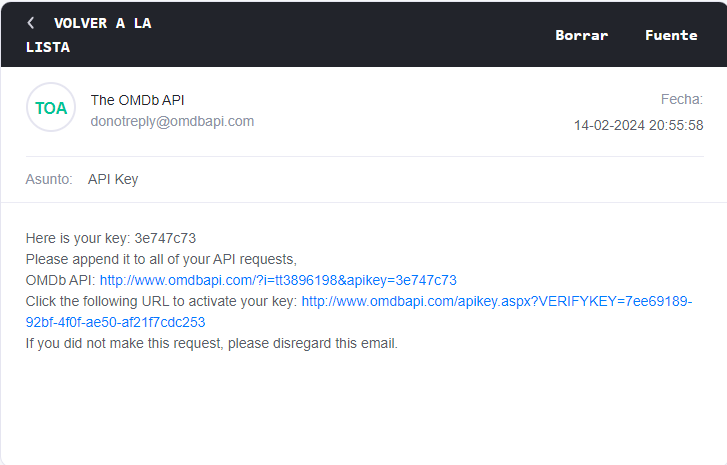 VOLVER A LA
LISTA
Borrar
Fuente
TOA
The OMDb API
donotreply@omdbapi.com
Fecha:
14-02-2024 20:55:58
Asunto: API Key
Here is your key: 3e747c73
Please append it to all of your API requests,
OMDb API: http://www.omdbapi.com/?i=tt3896198&apikey=3e747c73
Click the following URL to activate your key: http://www.omdbapi.com/apikey.aspx?VERIFYKEY=7ee69189-
92bf-4f0f-ae50-af21f7cdc253
If you did not make this request, please disregard this email.